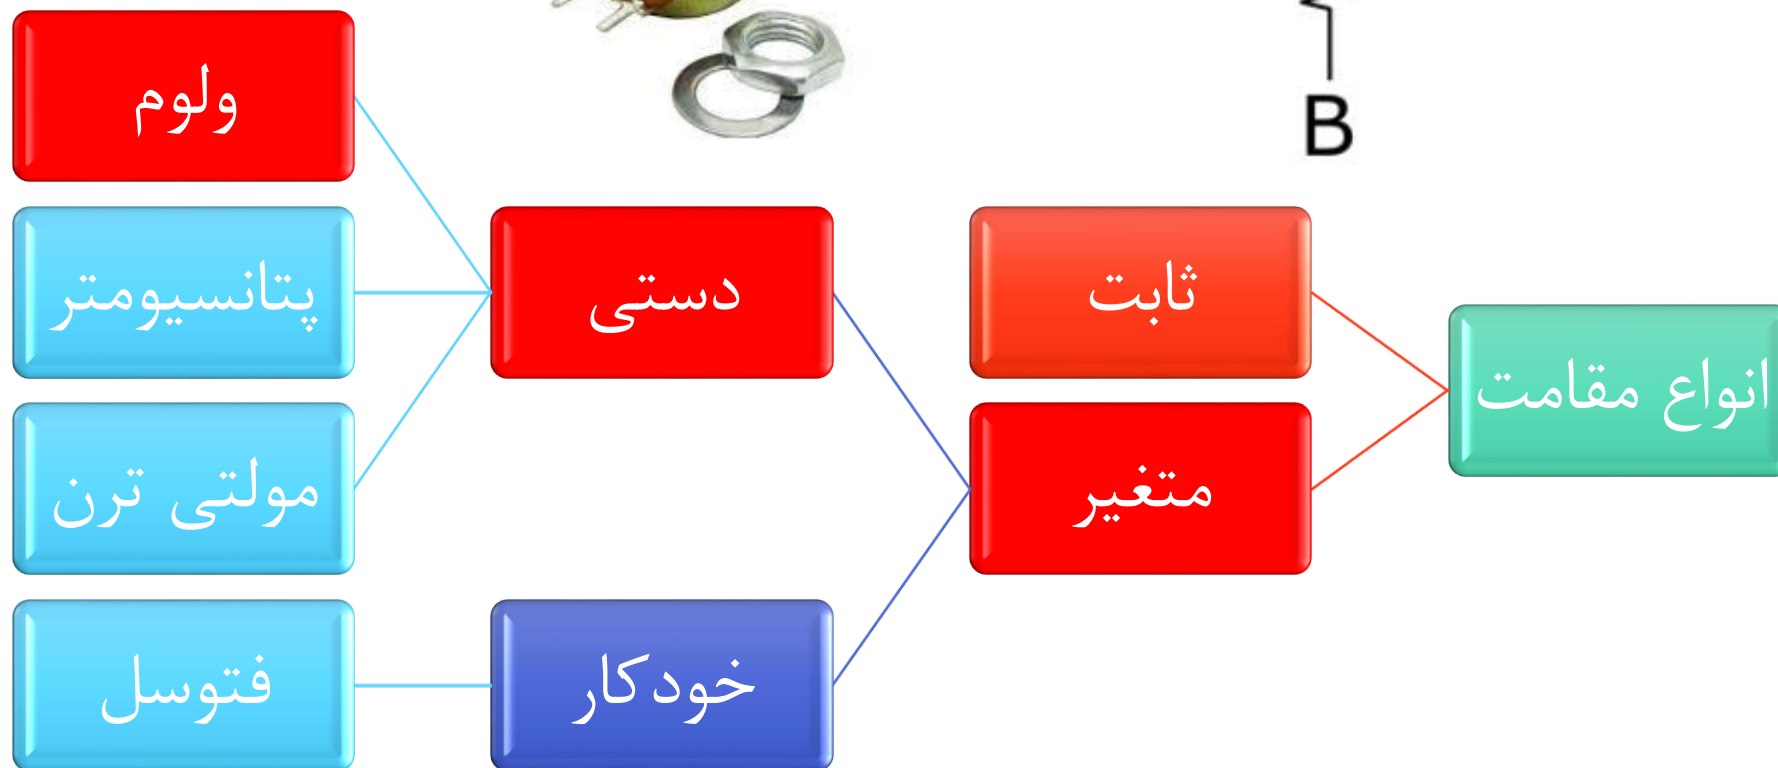 B
انواع مقامت
ثابت
متغیر
دستی
خودکار
ولوم
پتانسیومتر
مولتی ترن
فتوسل